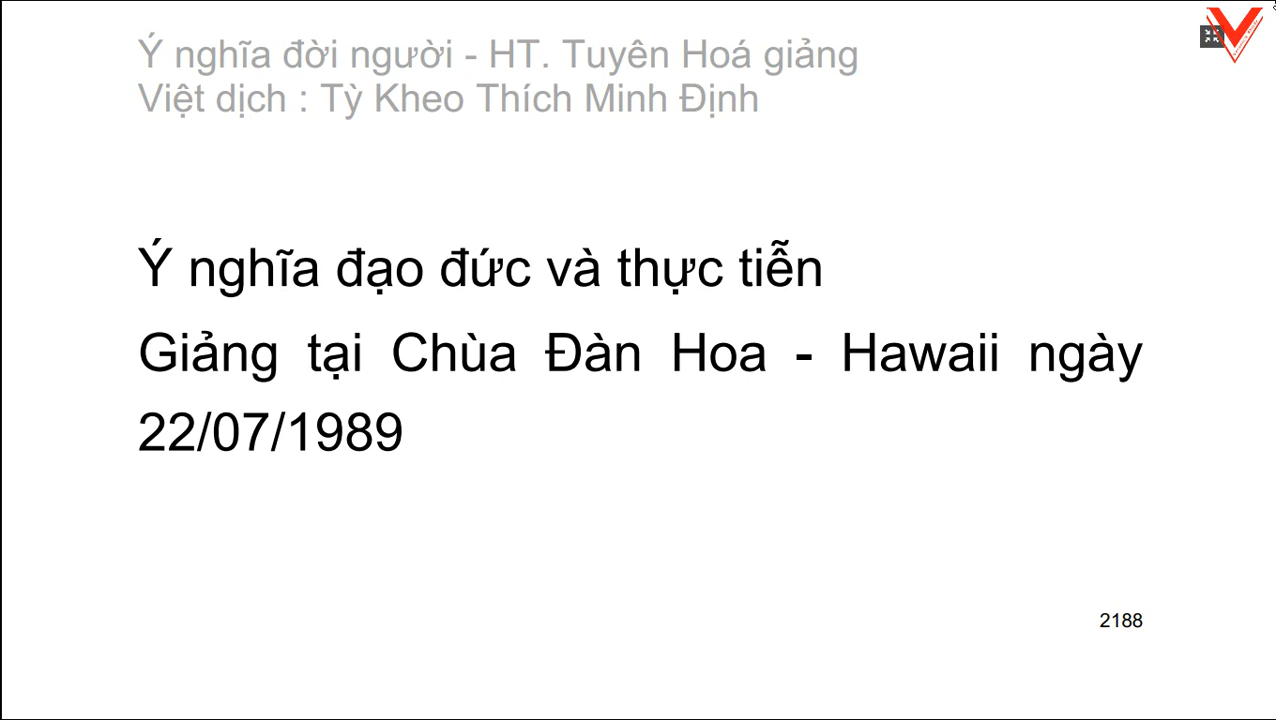 Ý nghĩa đời người - HT. Tuyên Hoá giảng
Việt dịch : Tỳ Kheo Thích Minh Định
Ý nghĩa đạo đức và thực tiễn
Giảng tại Chùa Đàn Hoa - Hawaii ngày
22/07/1989
2188